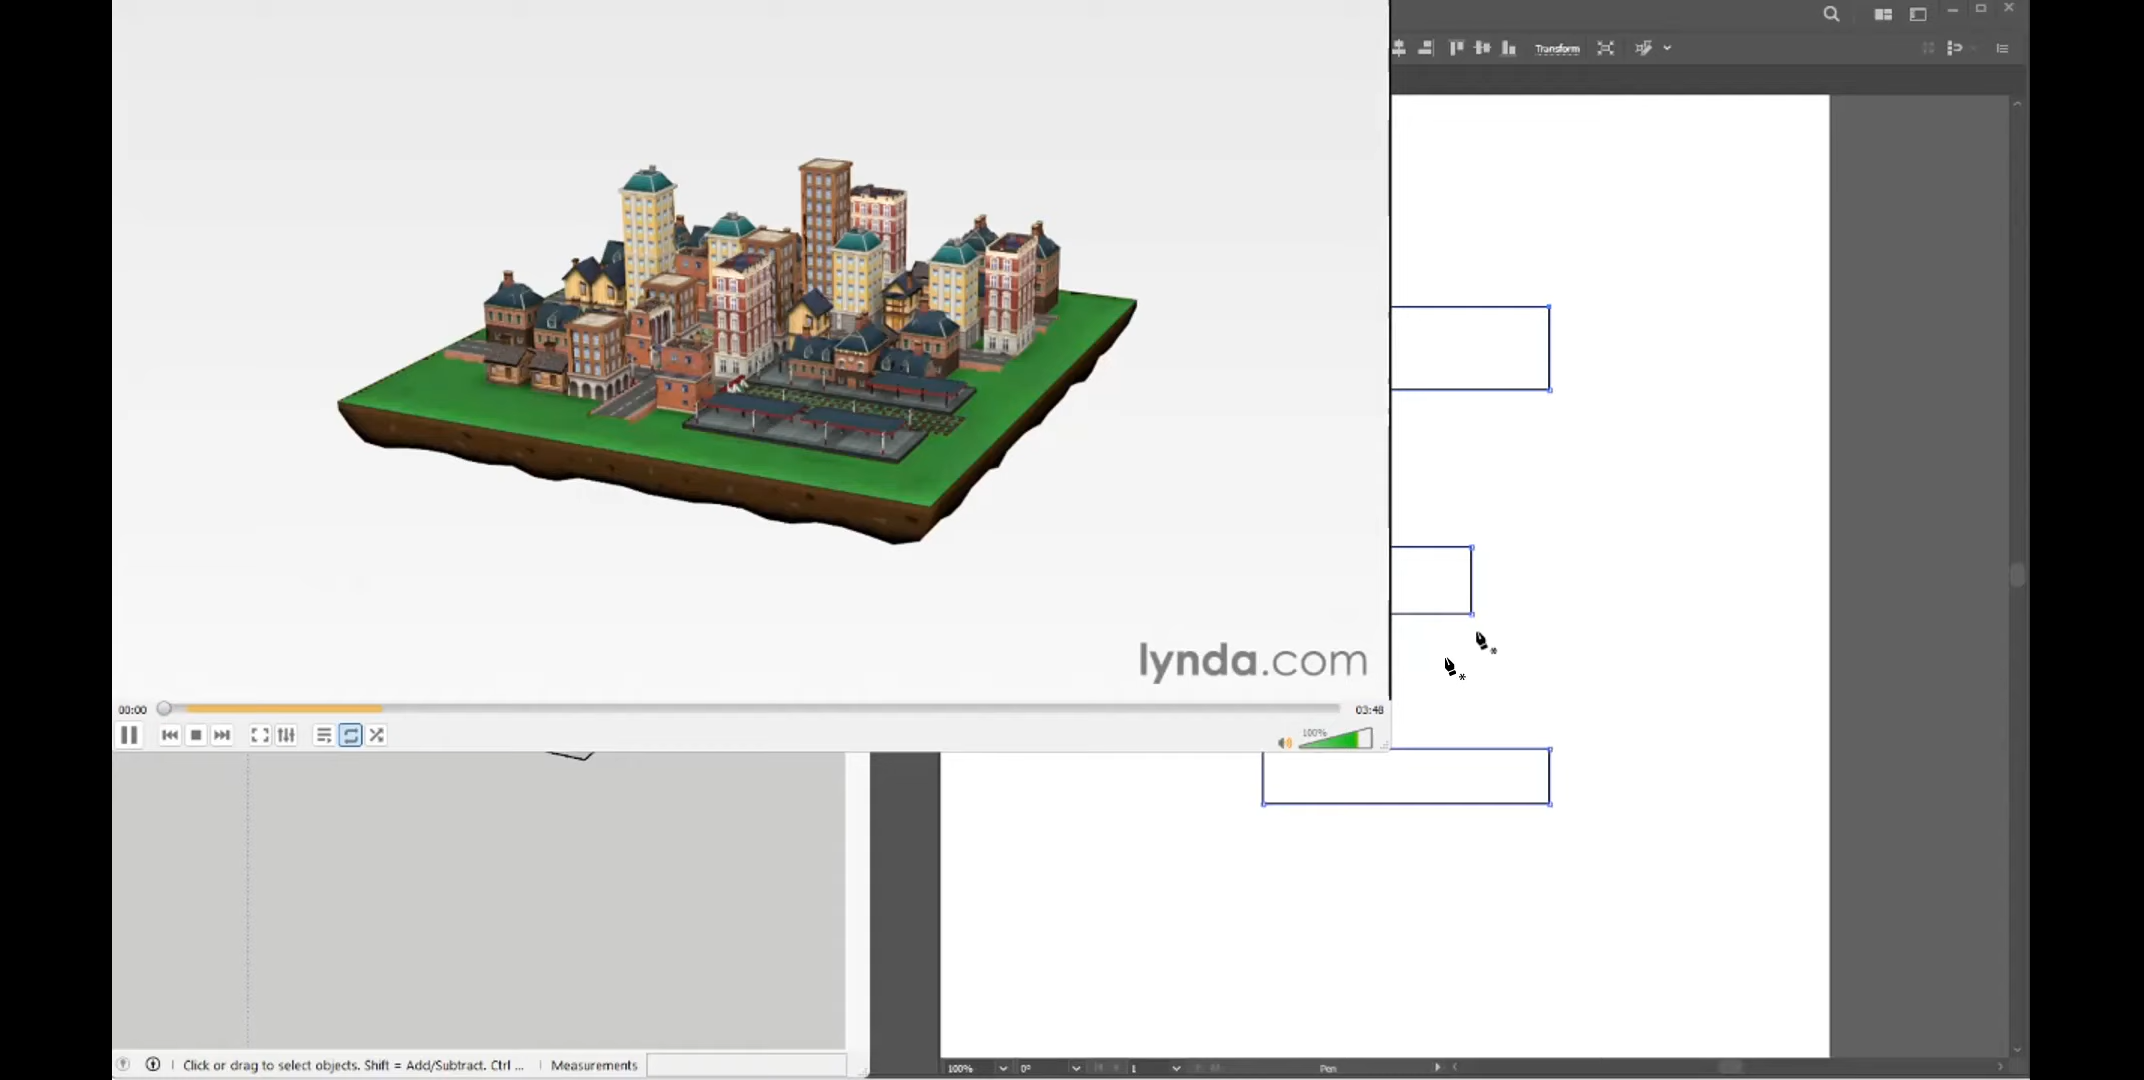 Transform
lynda.com
00:00
03:48
100%
Click or drag to select objects. Shift = Add/Subtract. Ctrl ...
Measurements
100%
0°
1
Pen